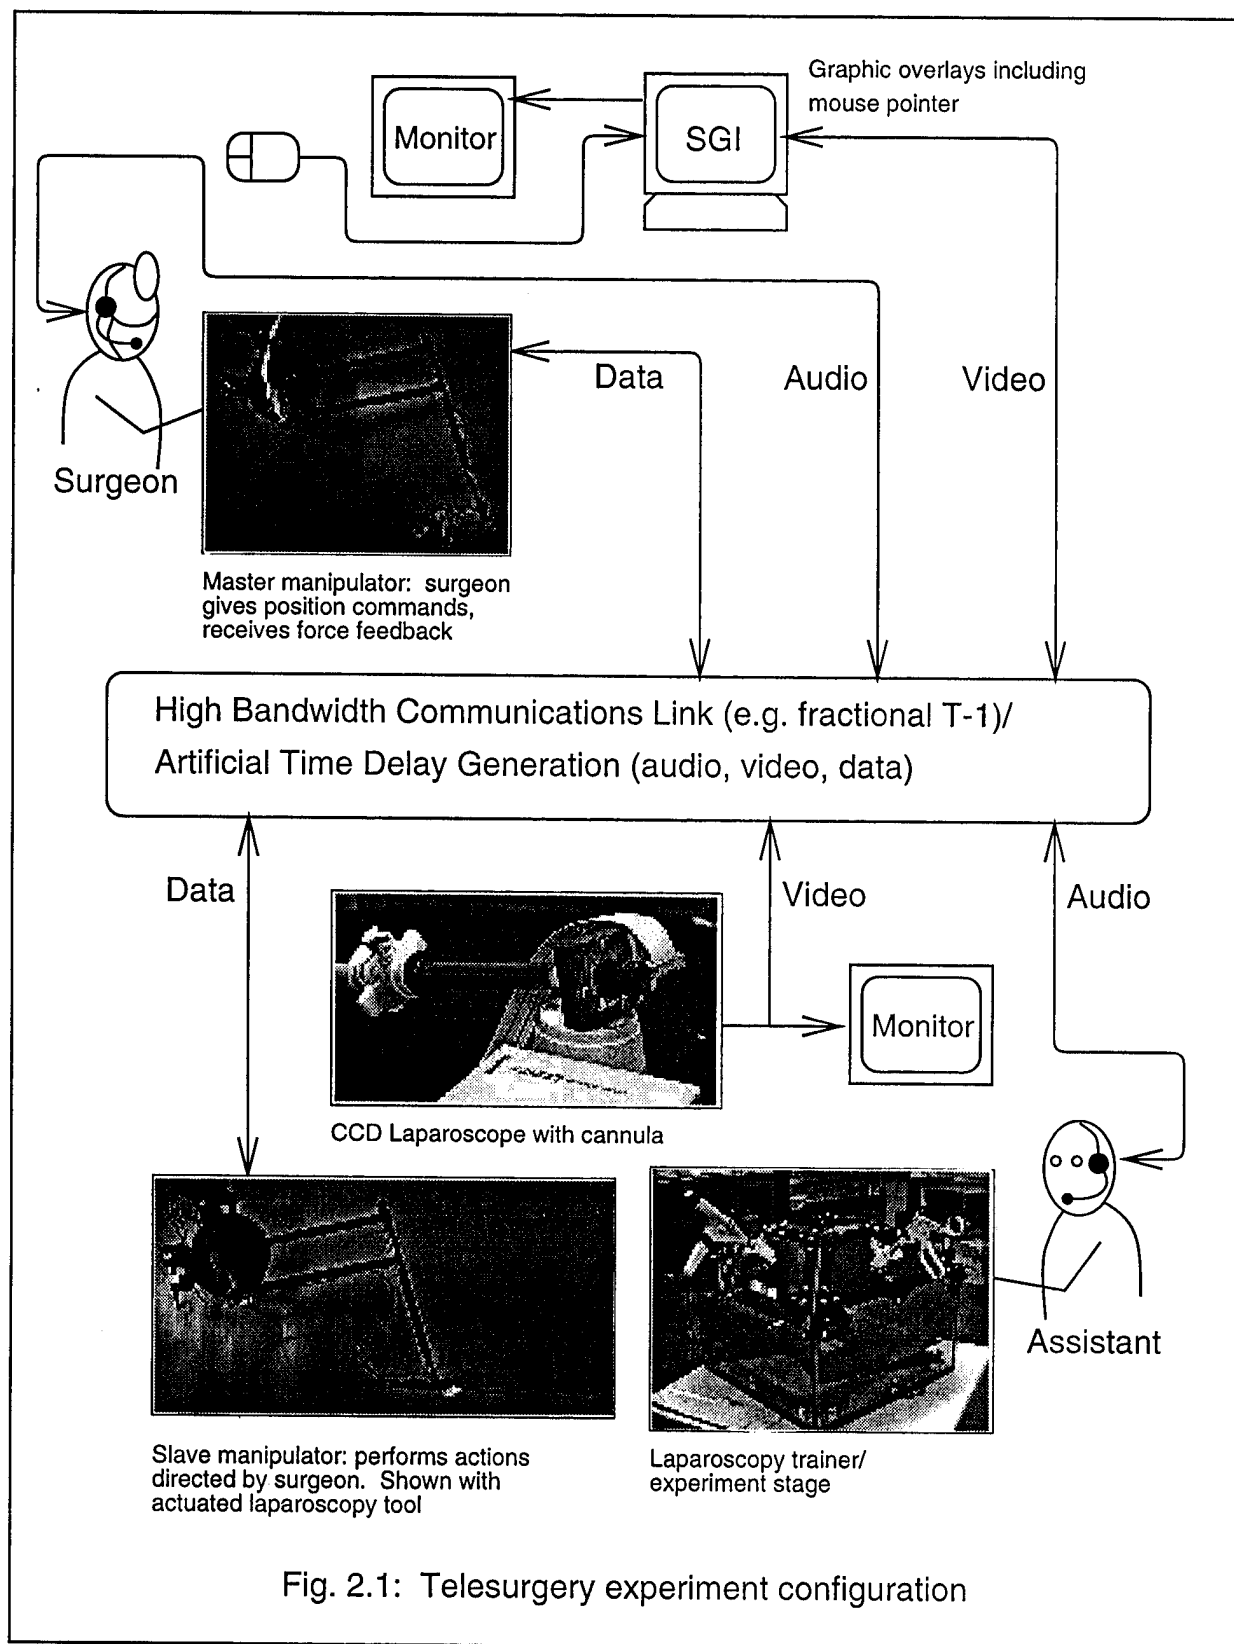 Graphic overlays including
mouse pointer
Monitor
SGI
Data
Audio
Video
Surgeon
Master manipulator: surgeon
gives position commands,
receives force feedback
High Bandwidth Communications Link (e.g. fractional T-1)/
Artificial Time Delay Generation (audio, video, data)
Data
Video
Audio
Monitor
CCD Laparoscope with cannula
Assistant
Slave manipulator: performs actions
directed by surgeon. Shown with
actuated laparoscopy tool
Laparoscopy trainer/
experiment stage
Fig. 2.1: Telesurgery experiment configuration